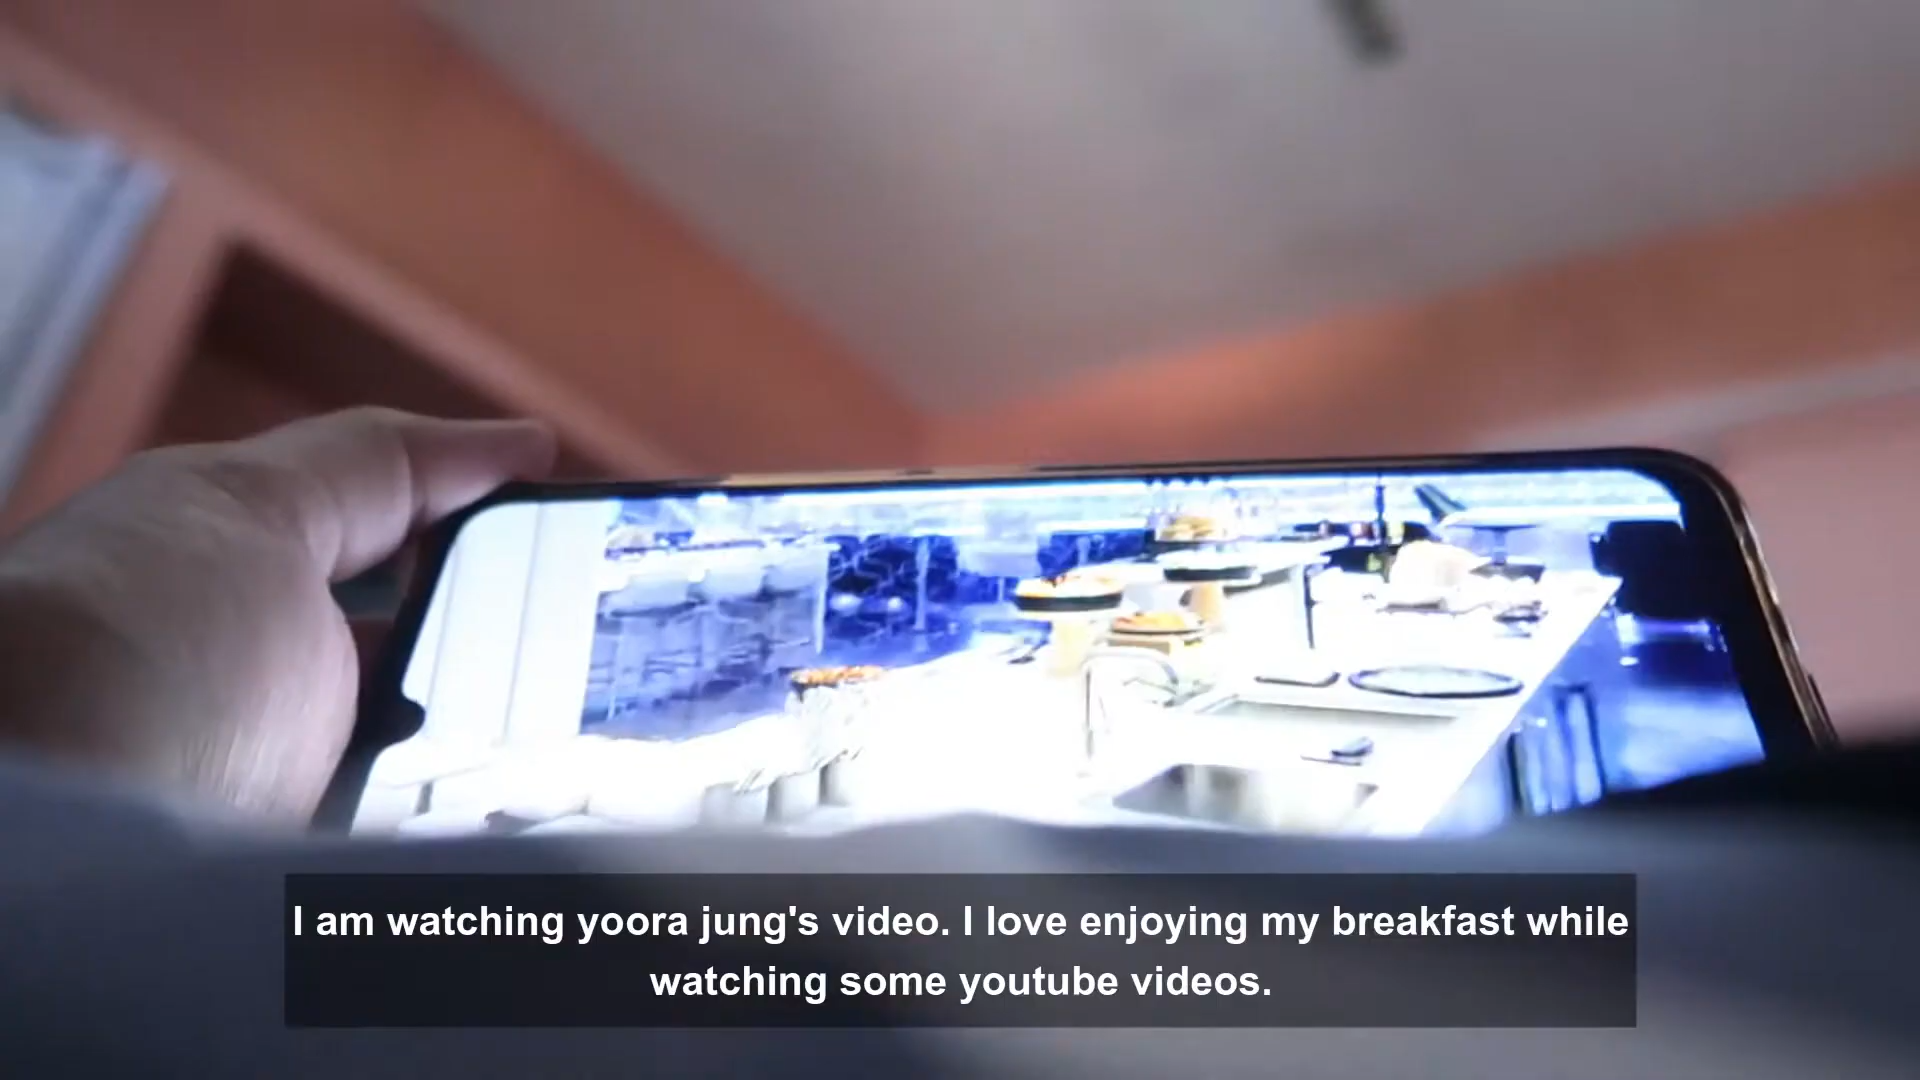 I am watching yoora jung's video. I love enjoying my breakfast while
watching some youtube videos.